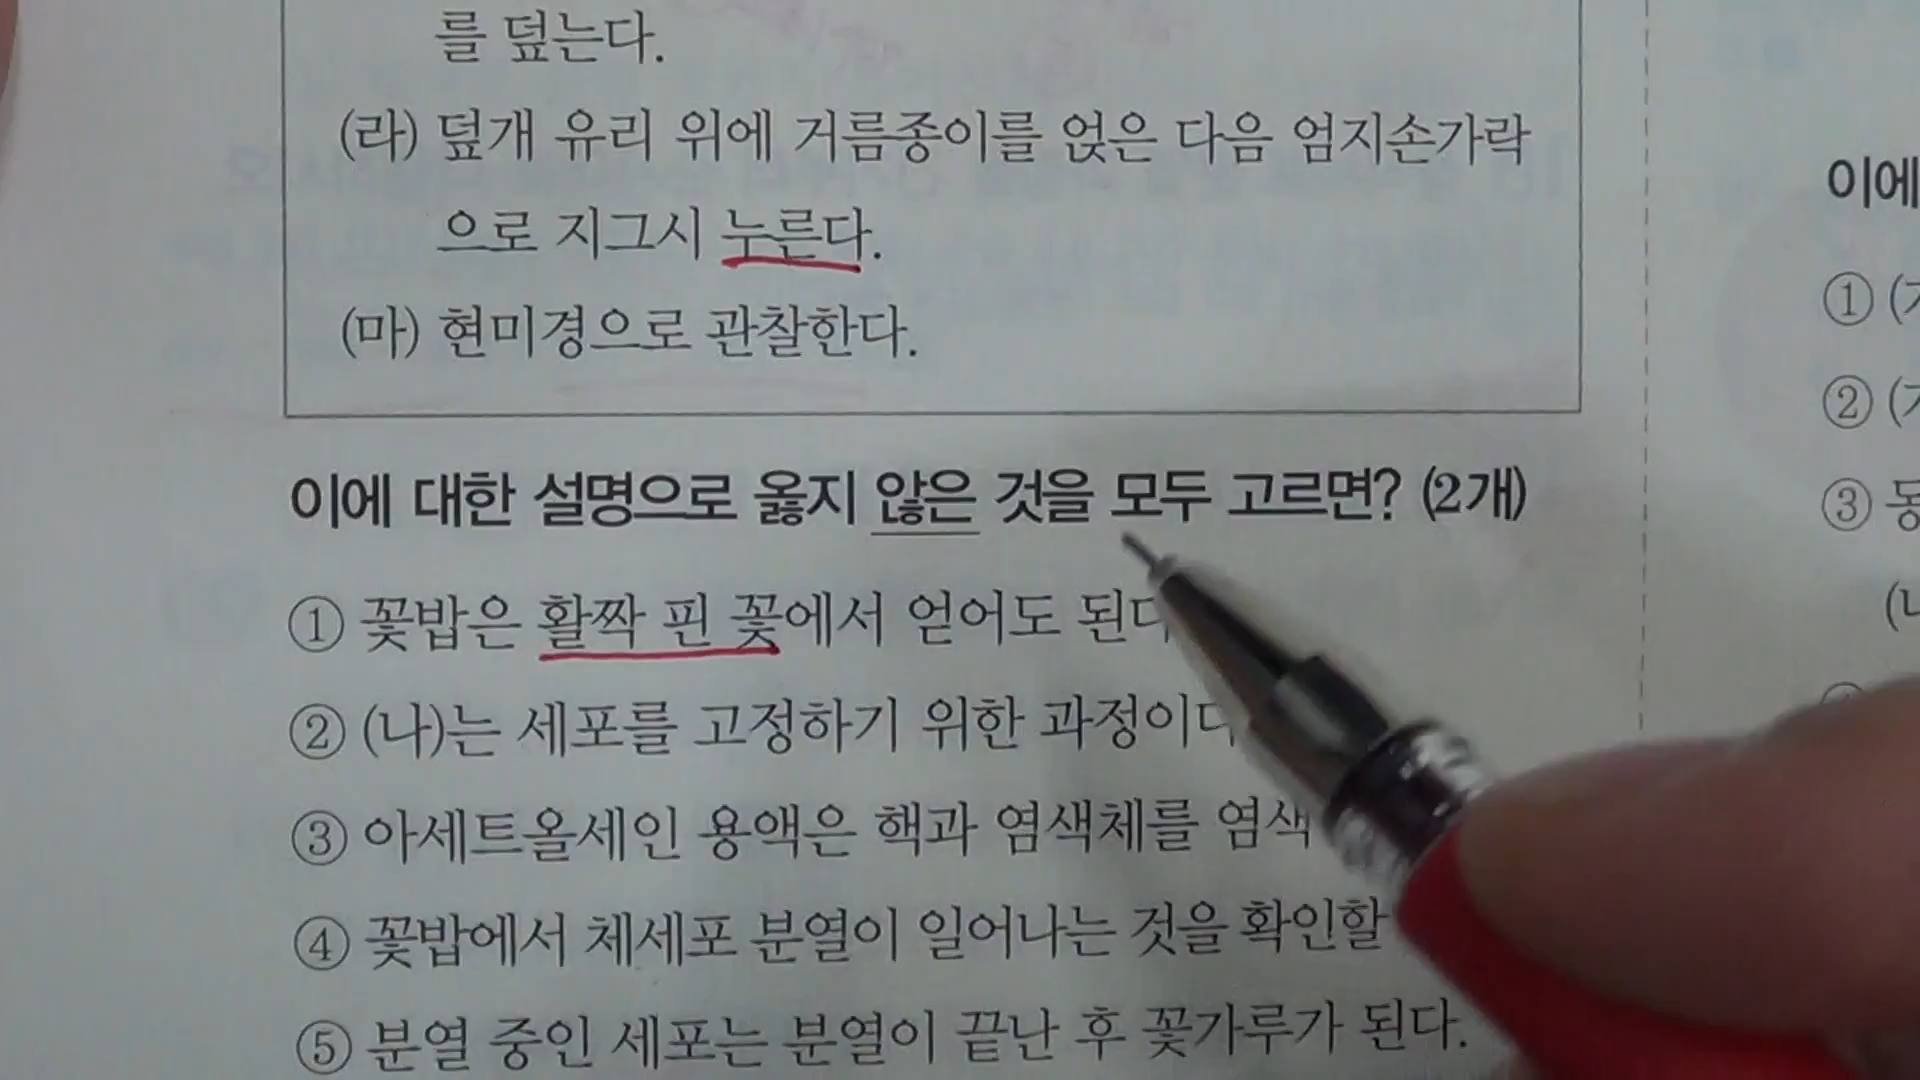 를 덮는다.
(라) 덮개 유리 위에 거름종이를 얹은 다음 엄지손가락
으로 지그시 누른다.
(마) 현미경으로 관찰한다.
이에 대한 설명으로 옳지 않은 것을 모두 고르면? (2개)
① 꽃밥은 활짝 핀 꽃에서 얻어도 된다
② (나)는 세포를 고정하기 위한 과정이다
③ 아세트올세인 용액은 핵과 염색체를 염색
④ 꽃밥에서 체세포 분열이 일어나는 것을 확인할
⑤ 분열 중인 세포는 분열이 끝난 후 꽃가루가 된다.
이에
①
②
③